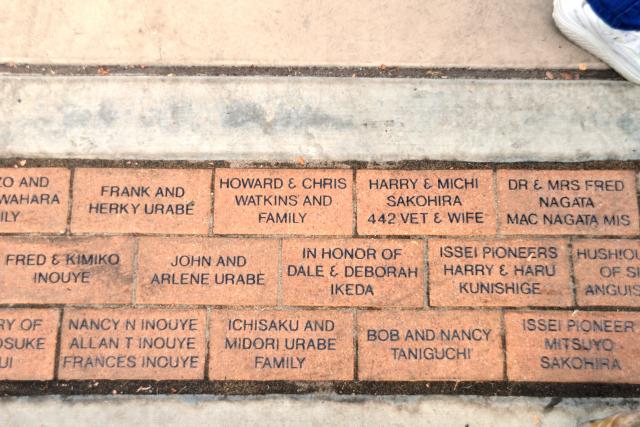 ZO AND
WAHARA
ILY
FRANK AND
HERKY URABE
HOWARD & CHRIS
WATKINS AND
FAMILY
HARRY & MICHI
SAKOHIRA
442 VET & WIFE
DR & MRS FRED
NAGATA
MAC NAGATA MIS
FRED & KIMIKO
INOUYE
JOHN AND
ARLENE URABE
IN HONOR OF
DALE & DEBORAH
IKEDA
ISSEI PIONEERS
HARRY & HARU
KUNISHIGE
OF SU
ANGUIS
RY OF
OSUKE
UI
NANCY N INOUYE
ALLAN T INOUYE
FRANCES INOUYE
ICHISAKU AND
MIDORI URABE
FAMILY
BOB AND NANCY
TANIGUCHI
ISSEI PIONEER
MITSUYO
SAKOHIRA